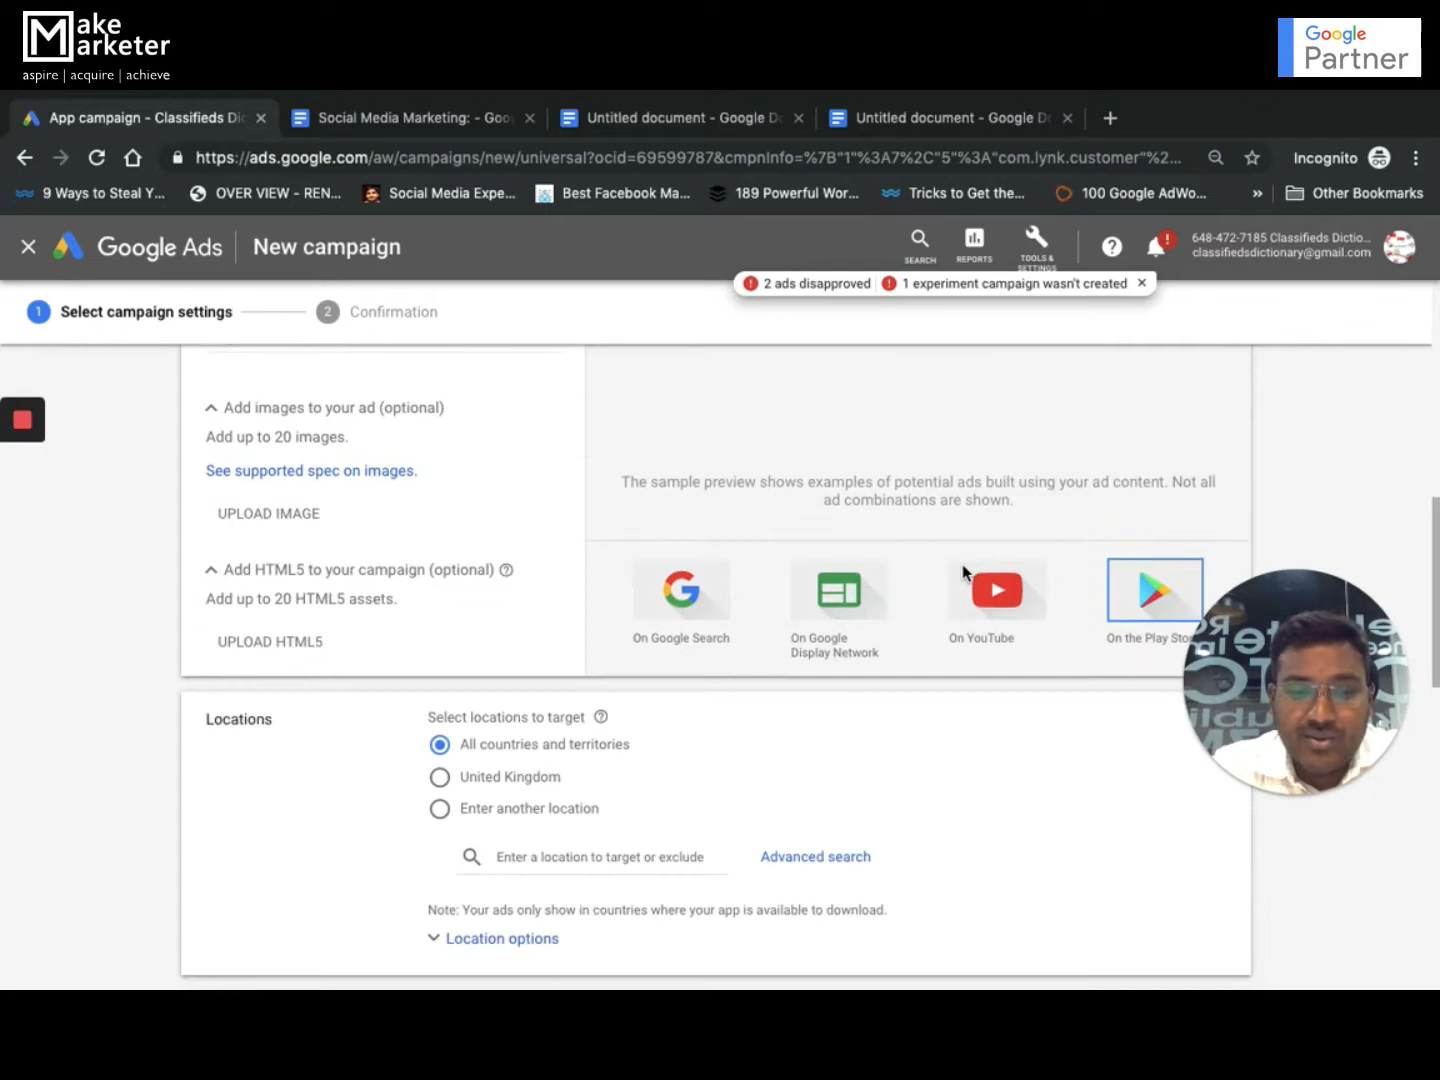 Make
Marketer
aspire | acquire | achieve
Google
Partner
App campaign - Classifieds Di
Social Media Marketing: - Goo
Untitled document - Google Do
Untitled document - Google Do
https://ads.google.com/aw/campaigns/new/universal?ocid=69599787&cmpnInfo=%7B"1"%3A7%2C"5"%3A"com.lynk.customer"%2...
Incognito
9 Ways to Steal Y...
OVER VIEW - REN...
Social Media Expe...
Best Facebook Ma...
189 Powerful Wor...
Tricks to Get the...
100 Google AdWo...
»
Other Bookmarks
Google Ads
New campaign
SEARCH
REPORTS
TOOLS &
SETTINGS
648-472-7185 Classifieds Dictio...
classifiedsdictionary@gmail.com
2 ads disapproved
1 experiment campaign wasn't created
1 Select campaign settings
2 Confirmation
Add images to your ad (optional)
Add up to 20 images.
See supported spec on images.
UPLOAD IMAGE
Add HTML5 to your campaign (optional)
Add up to 20 HTML5 assets.
UPLOAD HTML5
The sample preview shows examples of potential ads built using your ad content. Not all
ad combinations are shown.
On Google Search
On Google
Display Network
On YouTube
On the Play Sto
Locations
Select locations to target
All countries and territories
United Kingdom
Enter another location
Enter a location to target or exclude
Advanced search
Note: Your ads only show in countries where your app is available to download.
Location options